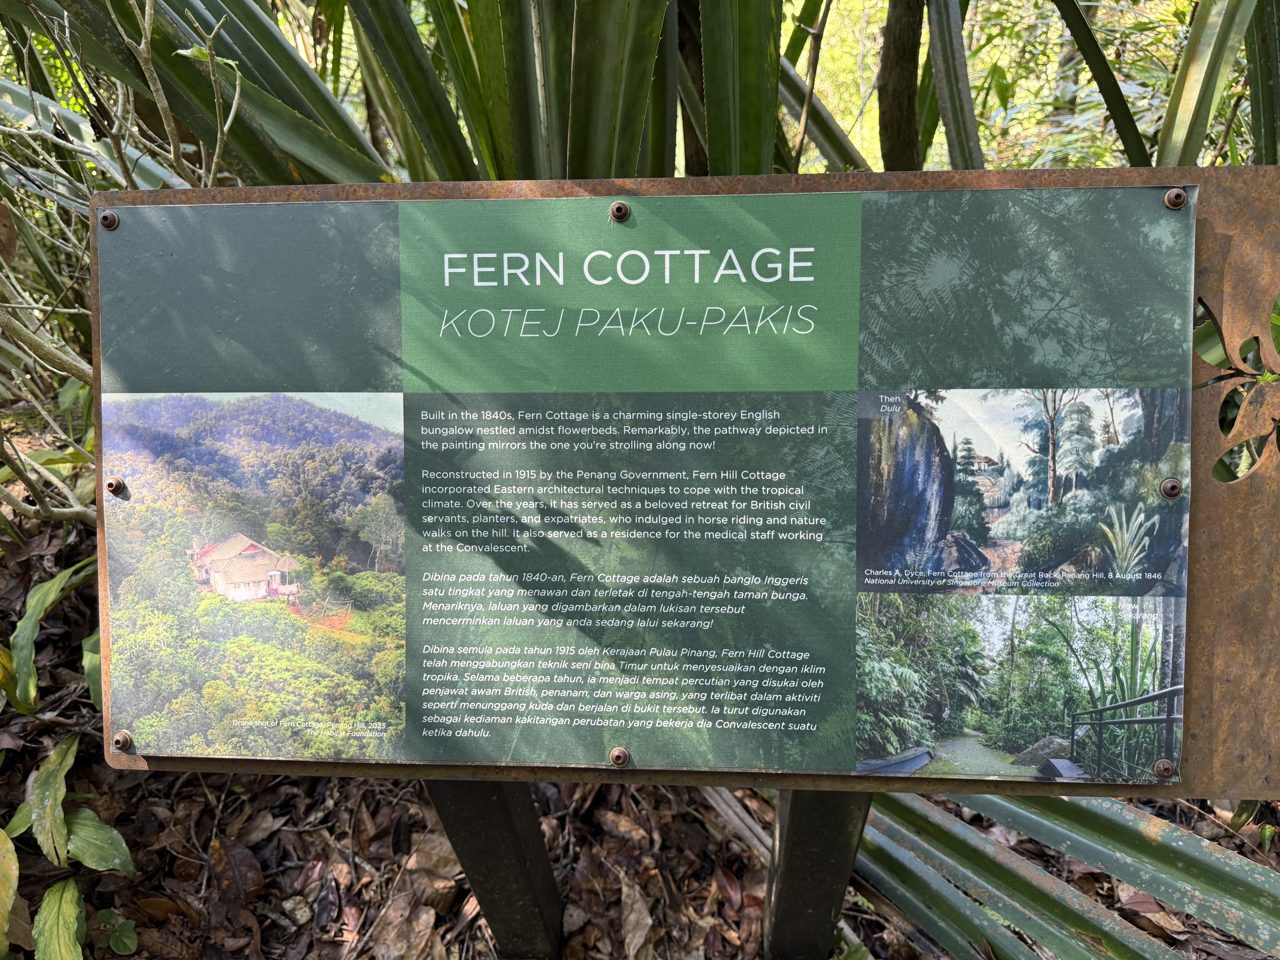 FERN COTTAGE
KOTEJ PAKU-PAKIS
Built in the 1840s, Fern Cottage is a charming single-storey English
bungalow nestled amidst flowerbeds. Remarkably, the pathway depicted in
the painting mirrors the one you're strolling along now!
Reconstructed in 1915 by the Penang Government, Fern Hill Cottage
incorporated Eastern architectural techniques to cope with the tropical
climate. Over the years, it has served as a beloved retreat for British civil
servants, planters, and expatriates, who indulged in horse riding and nature
walks on the hill. It also served as a residence for the medical staff working
at the Convalescent.
Dibina pada tahun 1840-an, Fern Cottage adalah sebuah banglo Inggeris
satu tingkat yang menawan dan terletak di tengah-tengah taman bunga.
Menariknya, laluan yang digambarkan dalam lukisan tersebut
mencerminkan laluan yang anda sedang lalui sekarang!
Dibina semula pada tahun 1915 oleh Kerajaan Pulau Pinang, Fern Hill Cottage
telah menggabungkan teknik seni bina Timur untuk menyesuaikan dengan iklim
tropika. Selama beberapa tahun, ia menjadi tempat percutian yang disukai oleh
penjawat awam British, penanam, dan warga asing, yang terlibat dalam aktiviti
seperti menunggang kuda dan berjalan di bukit tersebut. Ia turut digunakan
sebagai kediaman kakitangan perubatan yang bekerja dia Convalescent suatu
ketika dahulu.
Drone shot of Fern Cottage, Penang Hill, 2023
The Habitat Foundation
Then
Dulu
Charles A. Dyce, Fern Cottage from the Great Rock, Penang Hill, 8 August 1846
National University of Singapore Museum Collection
Now
Sekarang